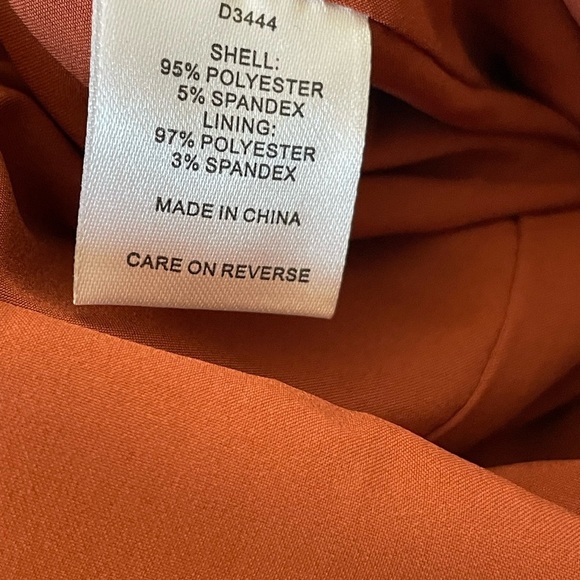 D3444
SHELL:
95% POLYESTER
5% SPANDEX
LINING:
97% POLYESTER
3% SPANDEX
MADE IN CHINA
CARE ON REVERSE